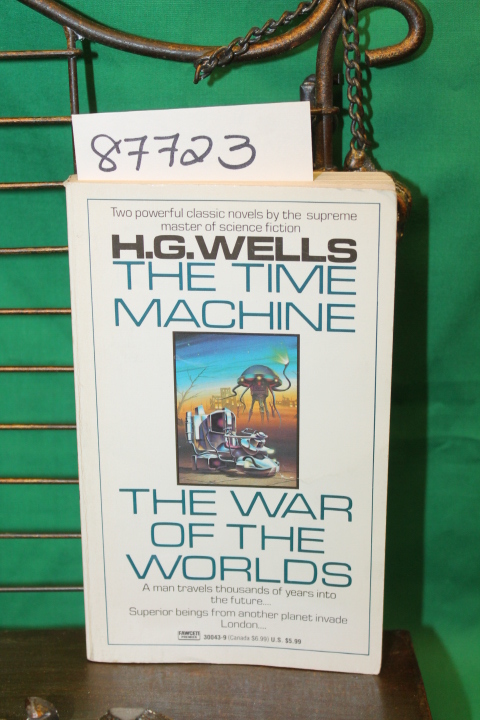 87723
Two powerful classic novels by the supreme
master of science fiction
H.G.WELLS
THE TIME
MACHINE
THE WAR
OF THE
WORLDS
A man travels thousands of years into
the future...
Superior beings from another planet invade
London...
FAWCETT
PREMIER
30043-9 (Canada $6.99) U.S. $5.99